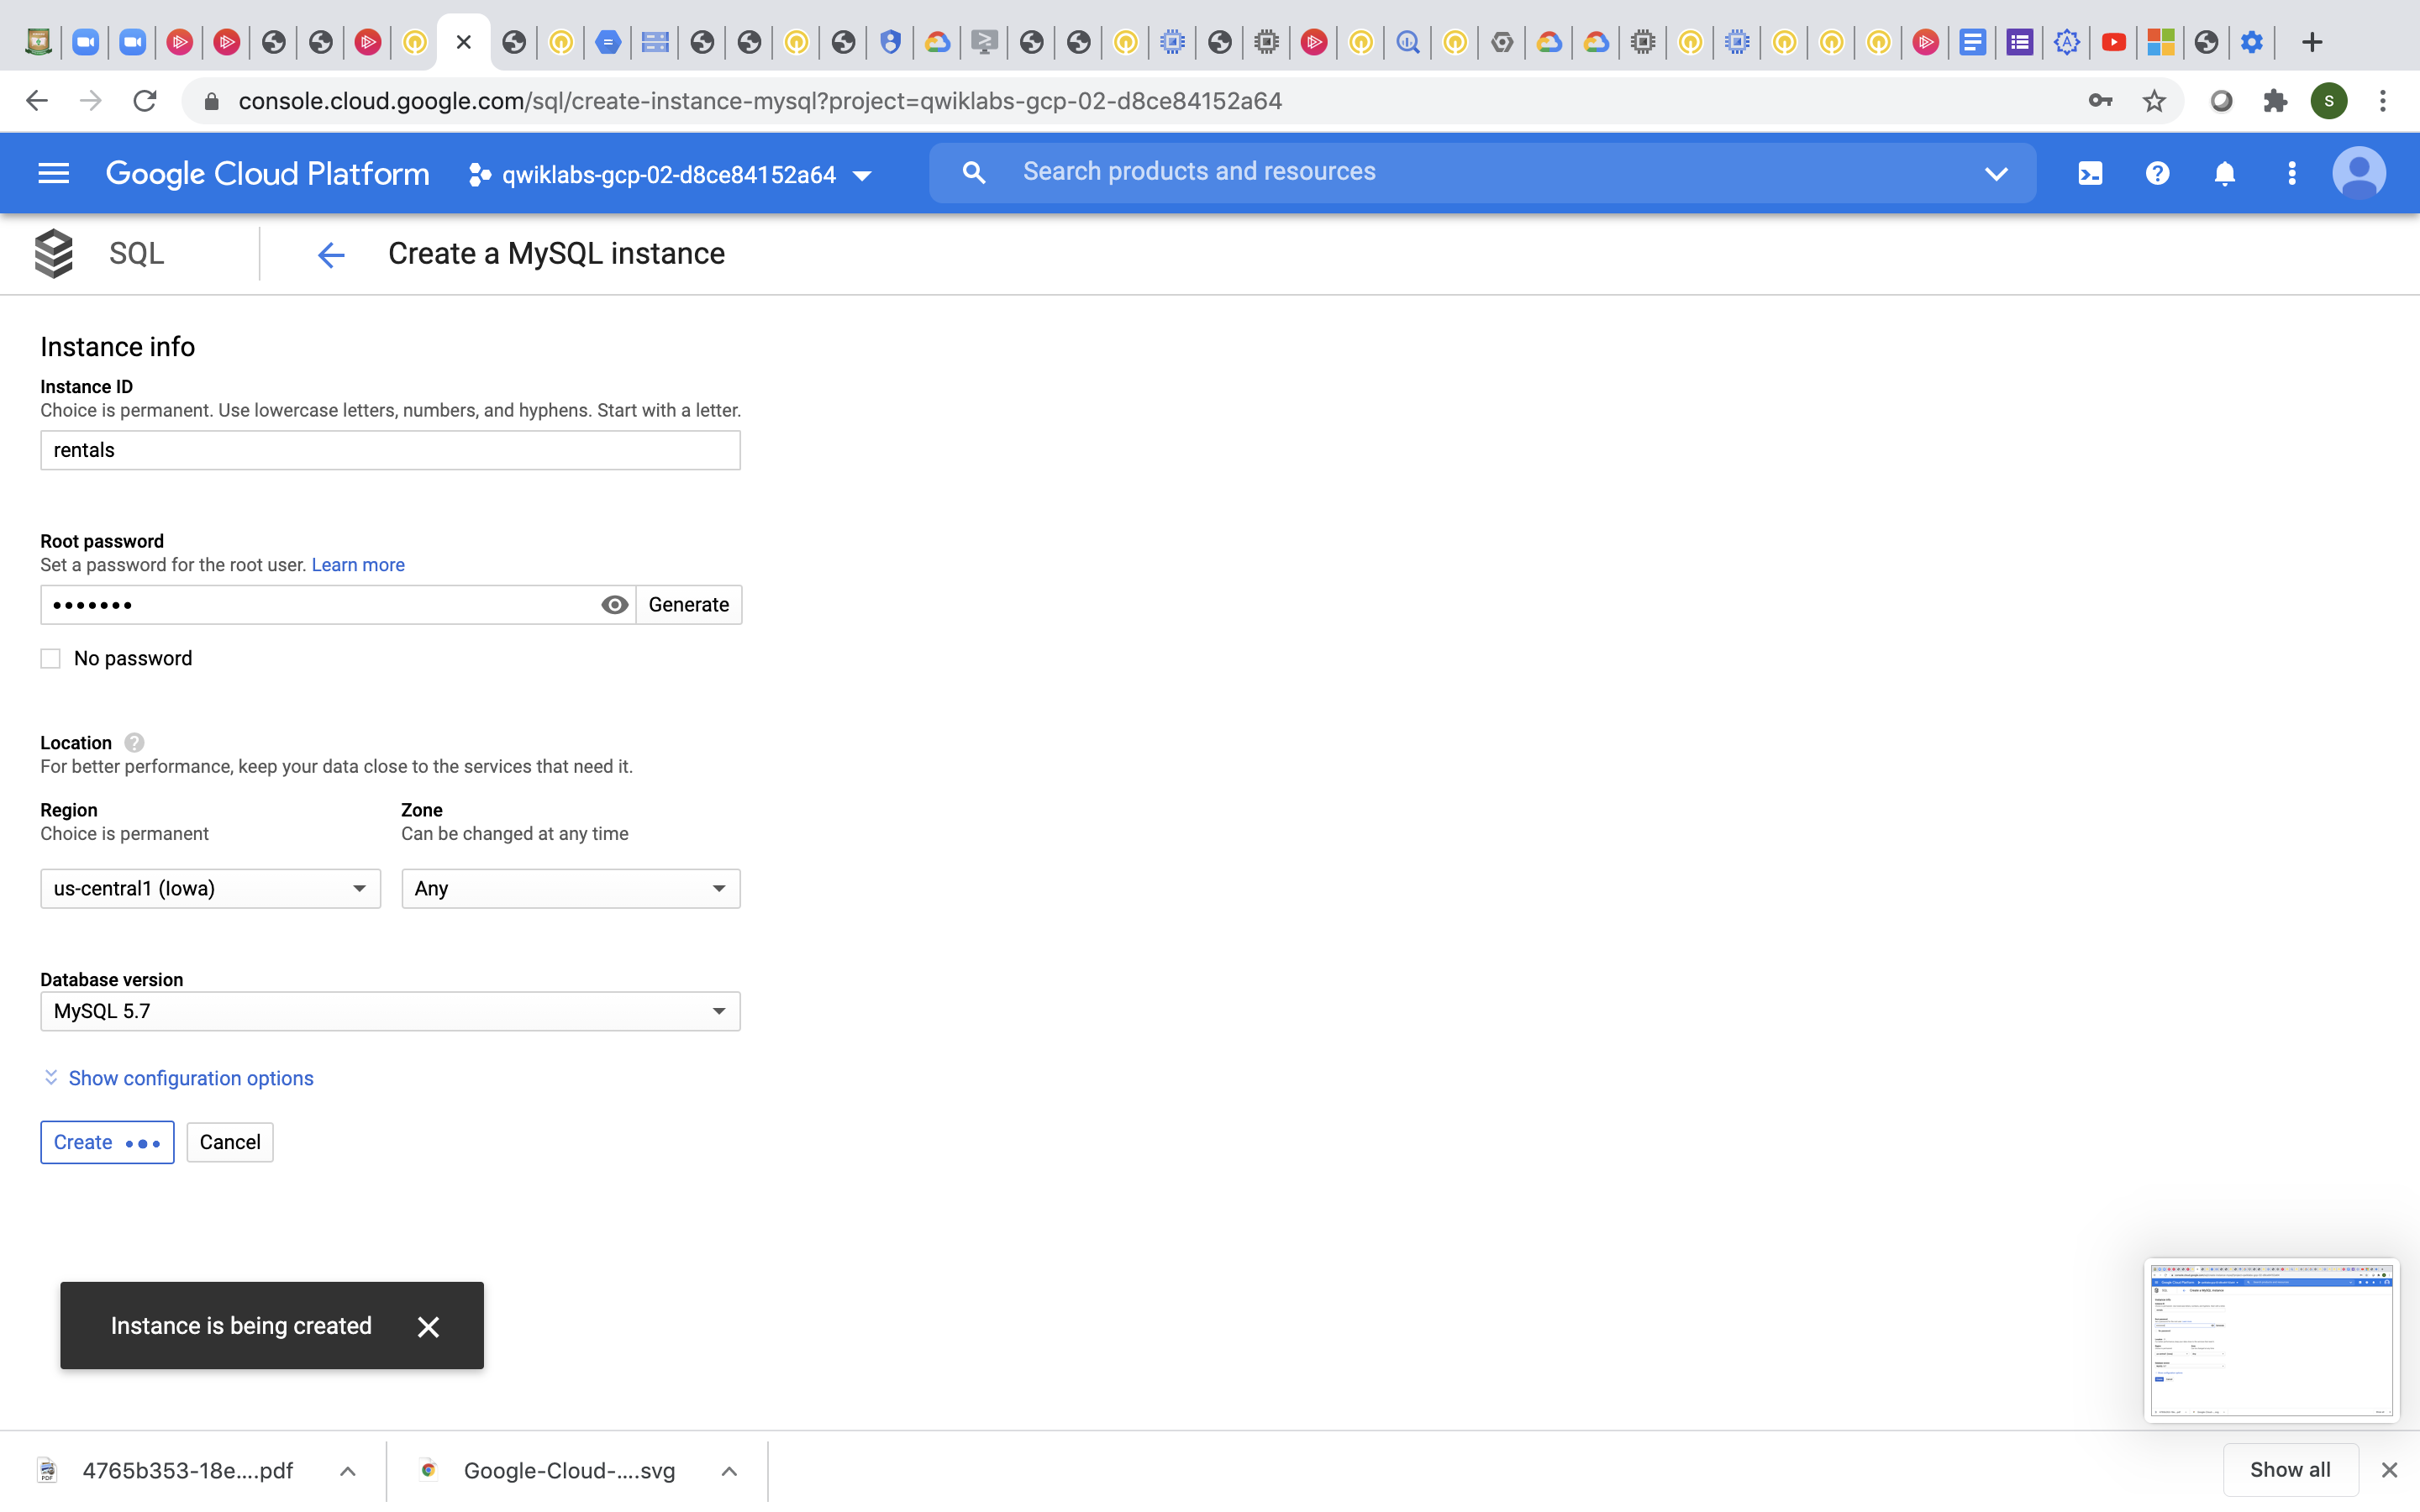 console.cloud.google.com/sql/create-instance-mysql?project=qwiklabs-gcp-02-d8ce84152a64
S
Google Cloud Platform
qwiklabs-gcp-02-d8ce84152a64
Search products and resources
SQL
Create a MySQL instance
Instance info
Instance ID
Choice is permanent. Use lowercase letters, numbers, and hyphens. Start with a letter.
rentals
Root password
Set a password for the root user. Learn more
Generate
No password
Location
For better performance, keep your data close to the services that need it.
Region
Zone
Choice is permanent
Can be changed at any time
us-central1 (Iowa)
Any
Database version
MySQL 5.7
Show configuration options
Create
Cancel
Instance is being created
4765b353-18e....pdf
Google-Cloud-....svg
Show all